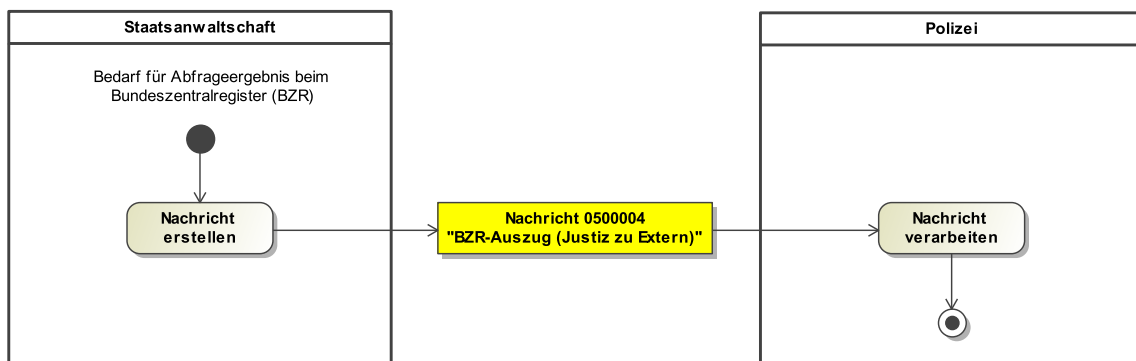 Staatsanwaltschaft
Polizei
Bedarf für Abfrageergebnis beim
Bundeszentralregister (BZR)
Nachricht
erstellen
Nachricht 0500004
"BZR-Auszug (Justiz zu Extern)"
Nachricht
verarbeiten